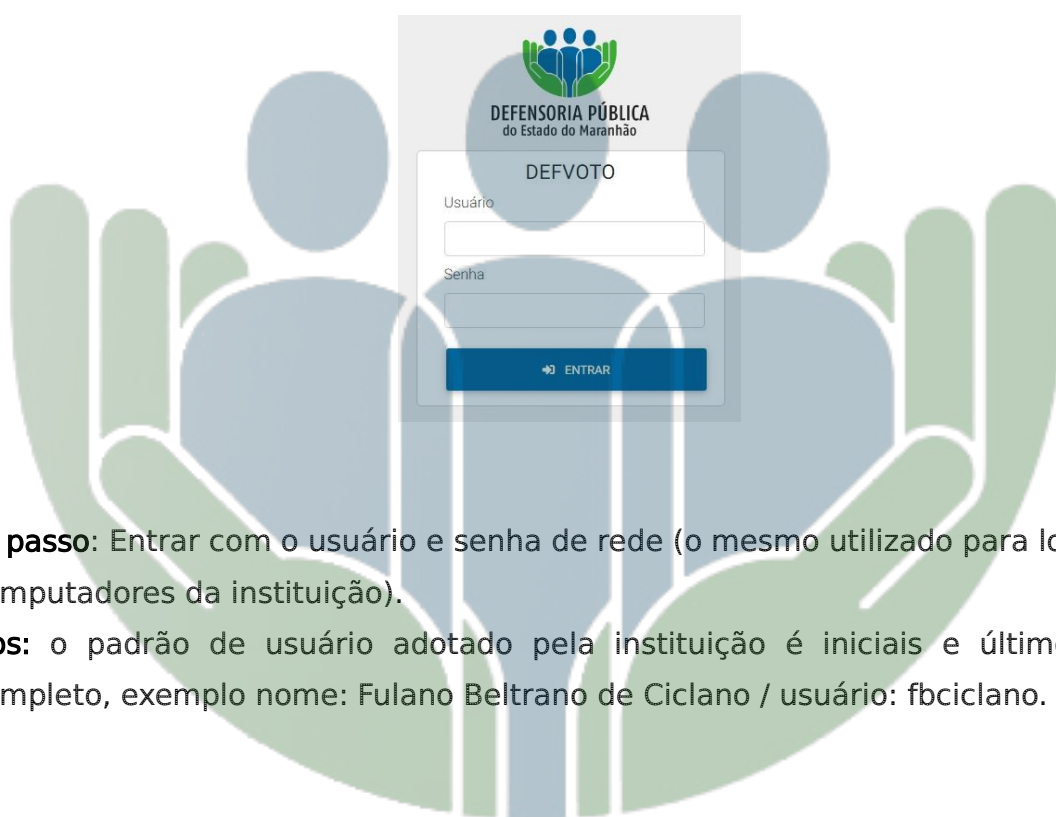 DEFENSORIA PÚBLICA
do Estado do Maranhão
DEFVOTO
Usuário
Senha
ENTRAR
passo: Entrar com o usuário e senha de rede (o mesmo utilizado para
mputadores da instituição).
os: o padrão de usuário adotado pela instituição é iniciais e
mpleto, exemplo nome: Fulano Beltrano de Ciclano / usuário: fbciclano.